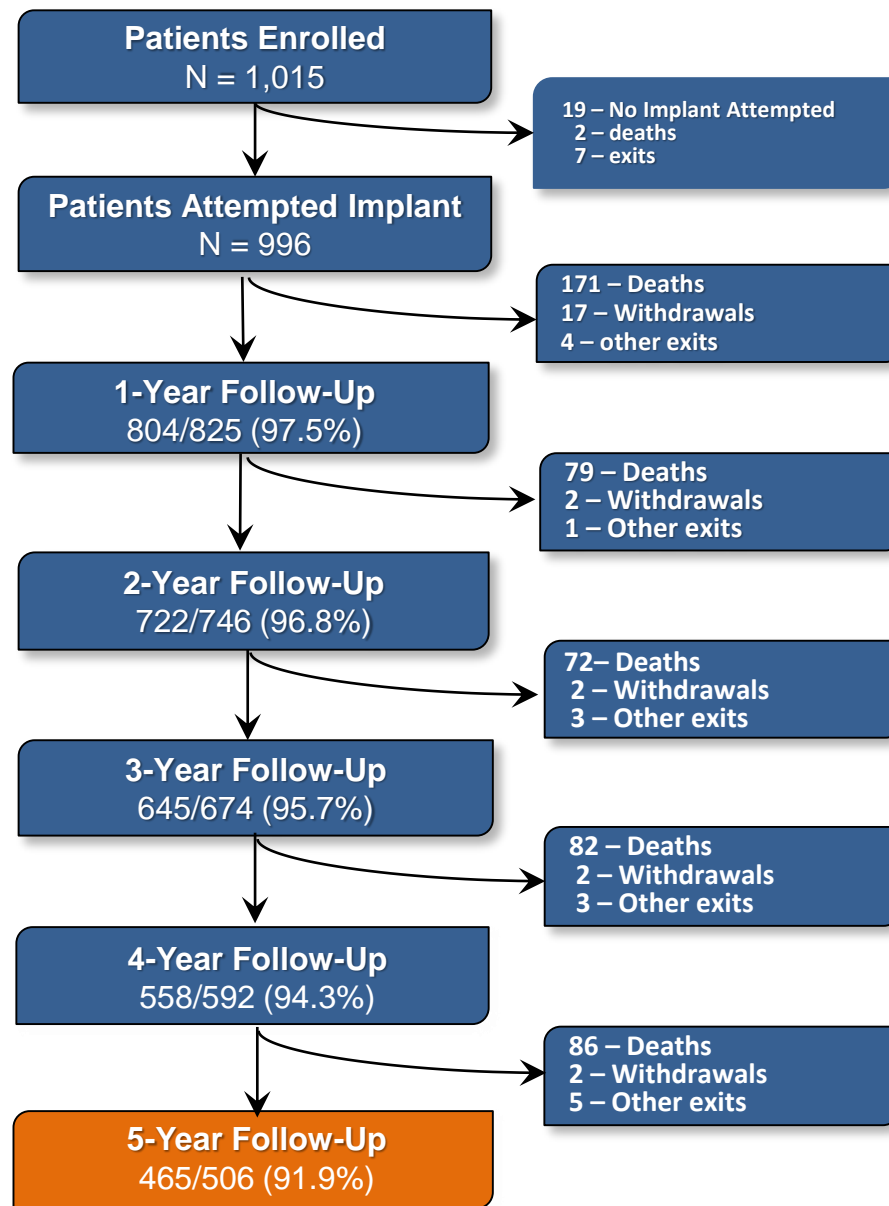 Patients Enrolled
N = 1,015
19 – No Implant Attempted
2 – deaths
7 – exits
Patients Attempted Implant
N = 996
171 – Deaths
17 – Withdrawals
4 – other exits
1-Year Follow-Up
804/825 (97.5%)
79 – Deaths
2 – Withdrawals
1 – Other exits
2-Year Follow-Up
722/746 (96.8%)
72– Deaths
2 – Withdrawals
3 – Other exits
3-Year Follow-Up
645/674 (95.7%)
82 – Deaths
2 – Withdrawals
3 – Other exits
4-Year Follow-Up
558/592 (94.3%)
86 – Deaths
2 – Withdrawals
5 – Other exits
5-Year Follow-Up
465/506 (91.9%)